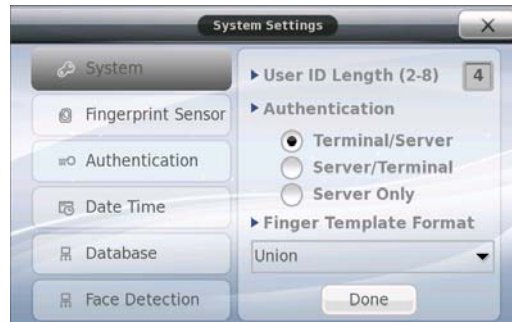 System Settings
System
Fingerprint Sensor
Authentication
Date Time
Database
Face Detection
User ID Length (2-8) 4
Authentication
Terminal/Server
Server/Terminal
Server Only
Finger Template Format
Union
Done